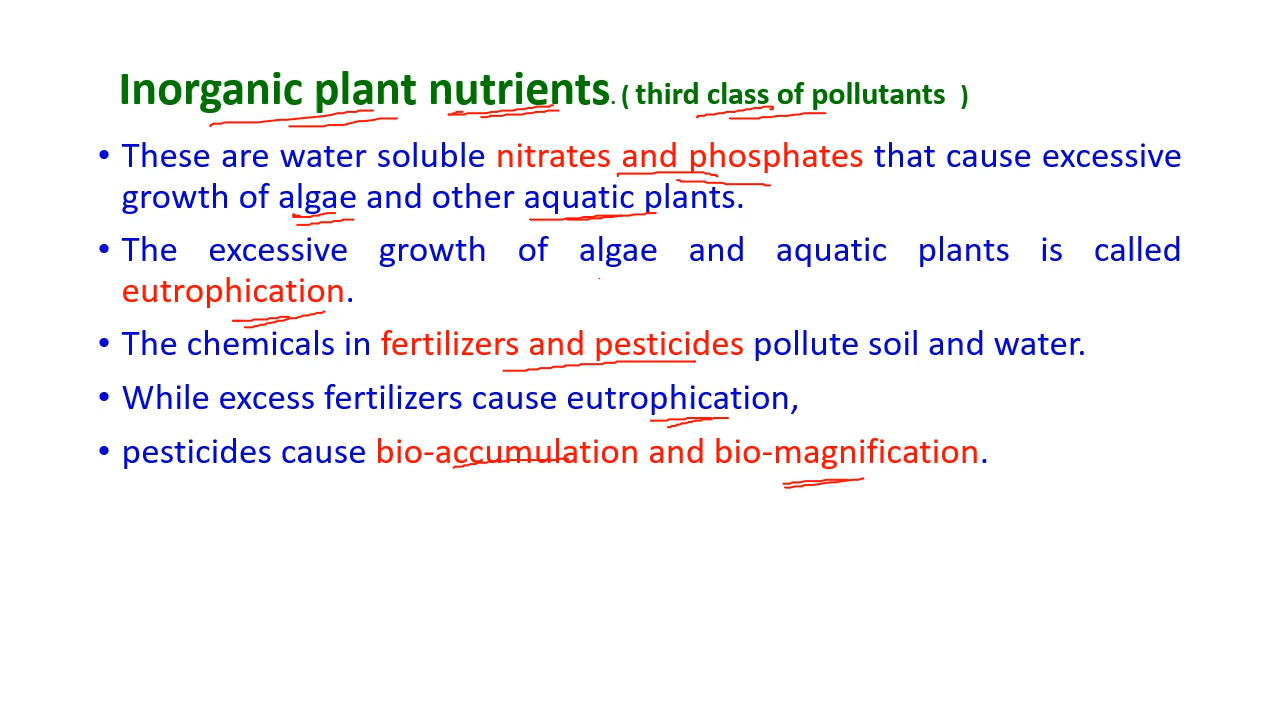 Inorganic plant nutrients. ( third class of pollutants )
• These are water soluble nitrates and phosphates that cause excessive
growth of algae and other aquatic plants.
• The excessive growth of algae and aquatic plants is called
eutrophication.
• The chemicals in fertilizers and pesticides pollute soil and water.
• While excess fertilizers cause eutrophication,
• pesticides cause bio-accumulation and bio-magnification.